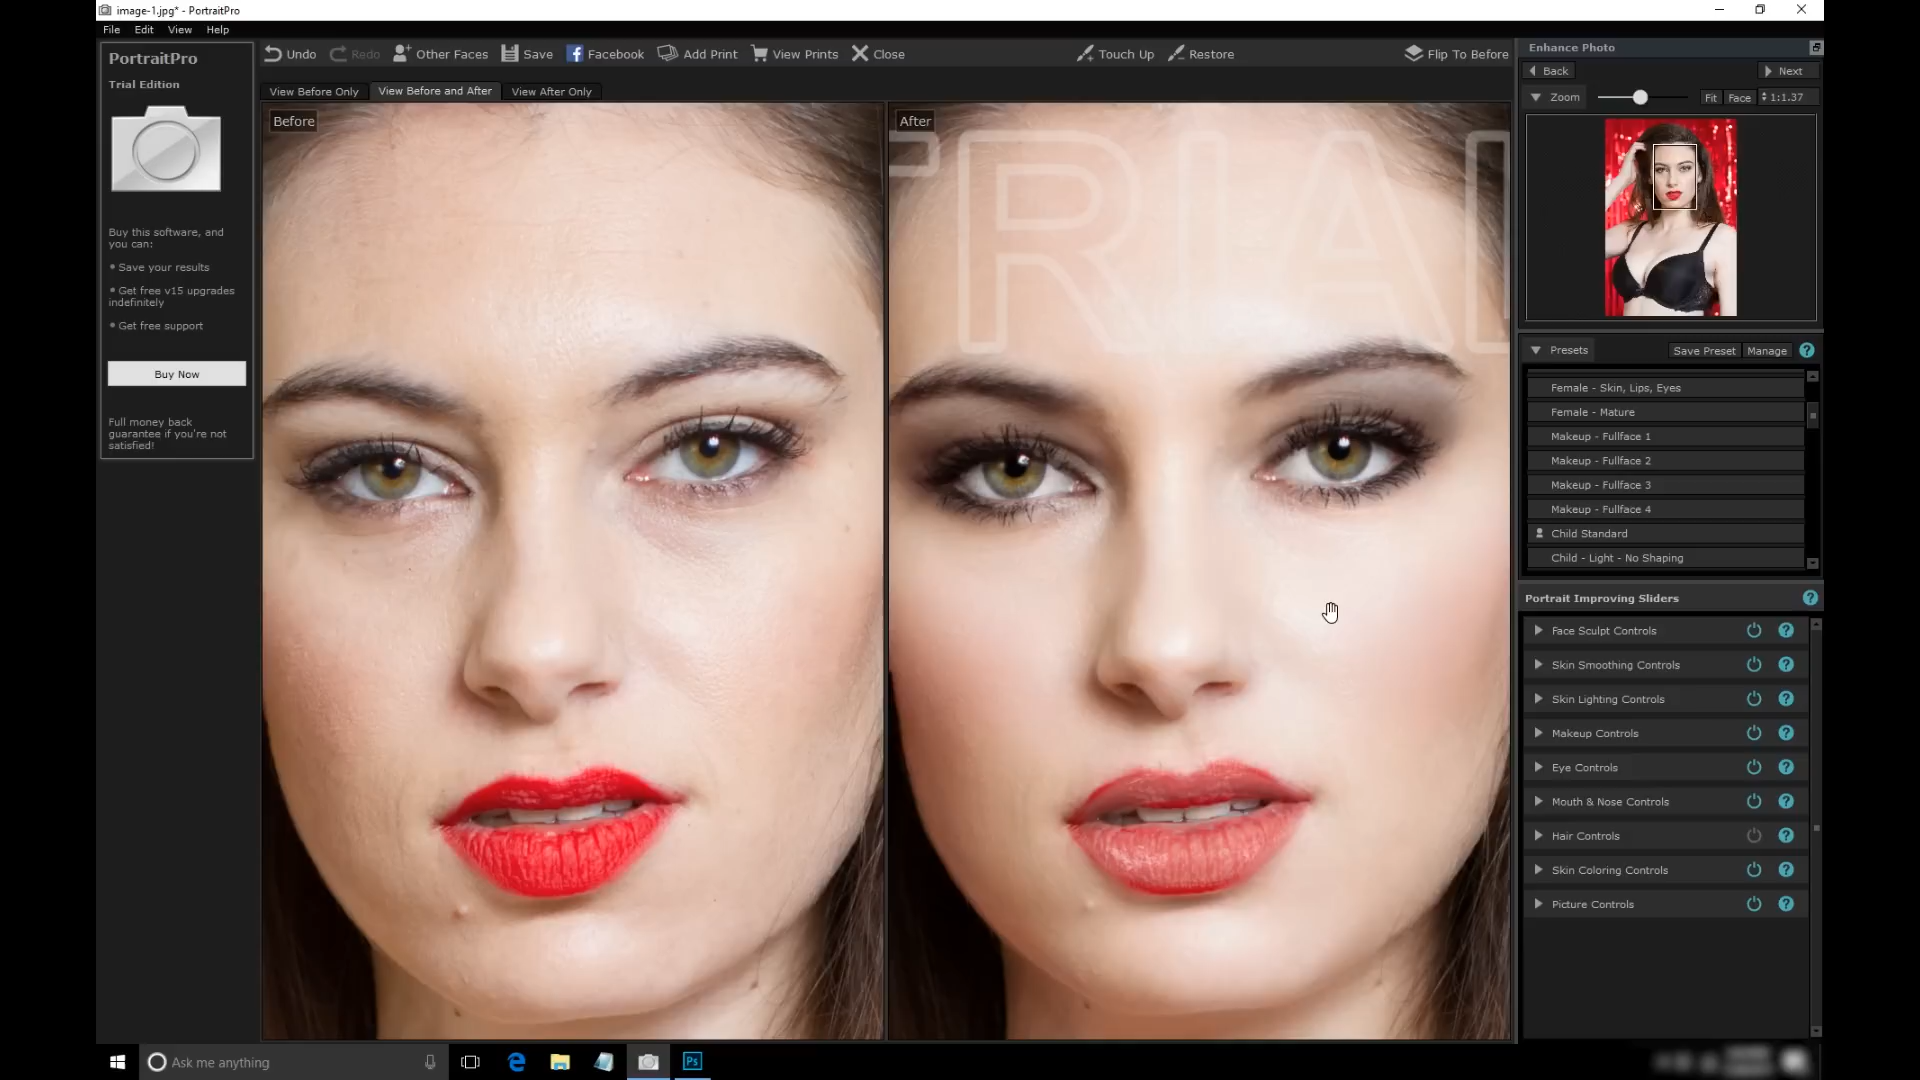 image-1.jpg* - PortraitPro
File Edit View Help
PortraitPro
Trial Edition
Buy this software, and
you can:
• Save your results
• Get free v15 upgrades
indefinitely
• Get free support
Buy Now
Full money back
guarantee if you're not
satisfied!
Undo Redo Other Faces Save Facebook Add Print View Prints Close Touch Up Restore Flip To Before
View Before Only View Before and After View After Only
Before
After
TRIAL
Enhance Photo
Back Next
Zoom Fit Face 1:1.37
Presets Save Preset Manage ?
Female - Skin, Lips, Eyes
Female - Mature
Makeup - Fullface 1
Makeup - Fullface 2
Makeup - Fullface 3
Makeup - Fullface 4
Child Standard
Child - Light - No Shaping
Portrait Improving Sliders ?
Face Sculpt Controls ?
Skin Smoothing Controls ?
Skin Lighting Controls ?
Makeup Controls ?
Eye Controls ?
Mouth & Nose Controls ?
Hair Controls ?
Skin Coloring Controls ?
Picture Controls ?
Ask me anything
Ps